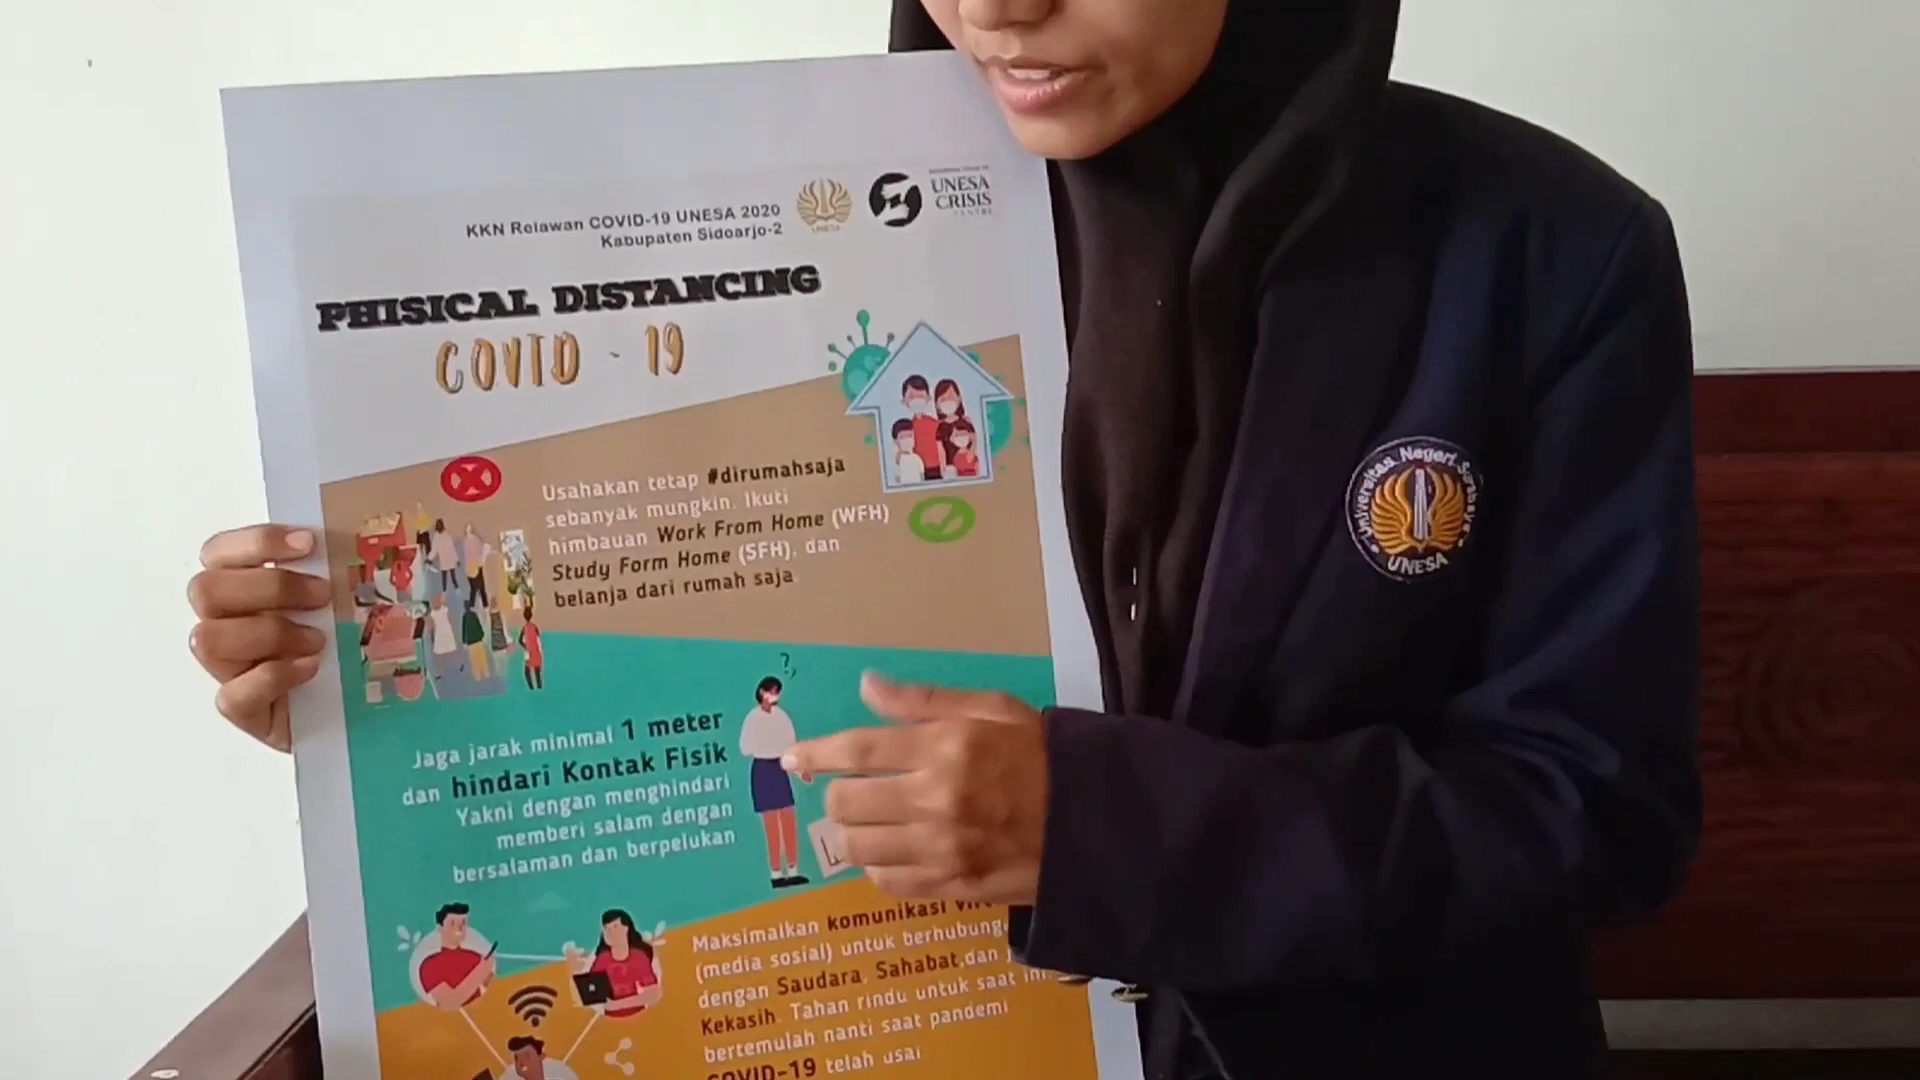 UNESA
CRISIS
CENTRE
KKN Relawan COVID-19 UNESA 2020
Kabupaten Sidoarjo-2
UNESA
PHISICAL DISTANCING
COVID - 19
Usahakan tetap #dirumahsaja
sebanyak mungkin. Ikuti
himbauan Work From Home (WFH)
Study Form Home (SFH), dan
belanja dari rumah saja
?
Jaga jarak minimal 1 meter
dan hindari Kontak Fisik
Yakni dengan menghindari
memberi salam dengan
bersalaman dan berpelukan
Maksimalkan komunikasi
(media sosial) untuk
dengan Saudara, Sahabat,dan
Kekasih. Tahan rindu untuk saat
bertemulah nanti saat pandemi
COVID-19 telah usai
Universitas Negeri Surabaya
UNESA